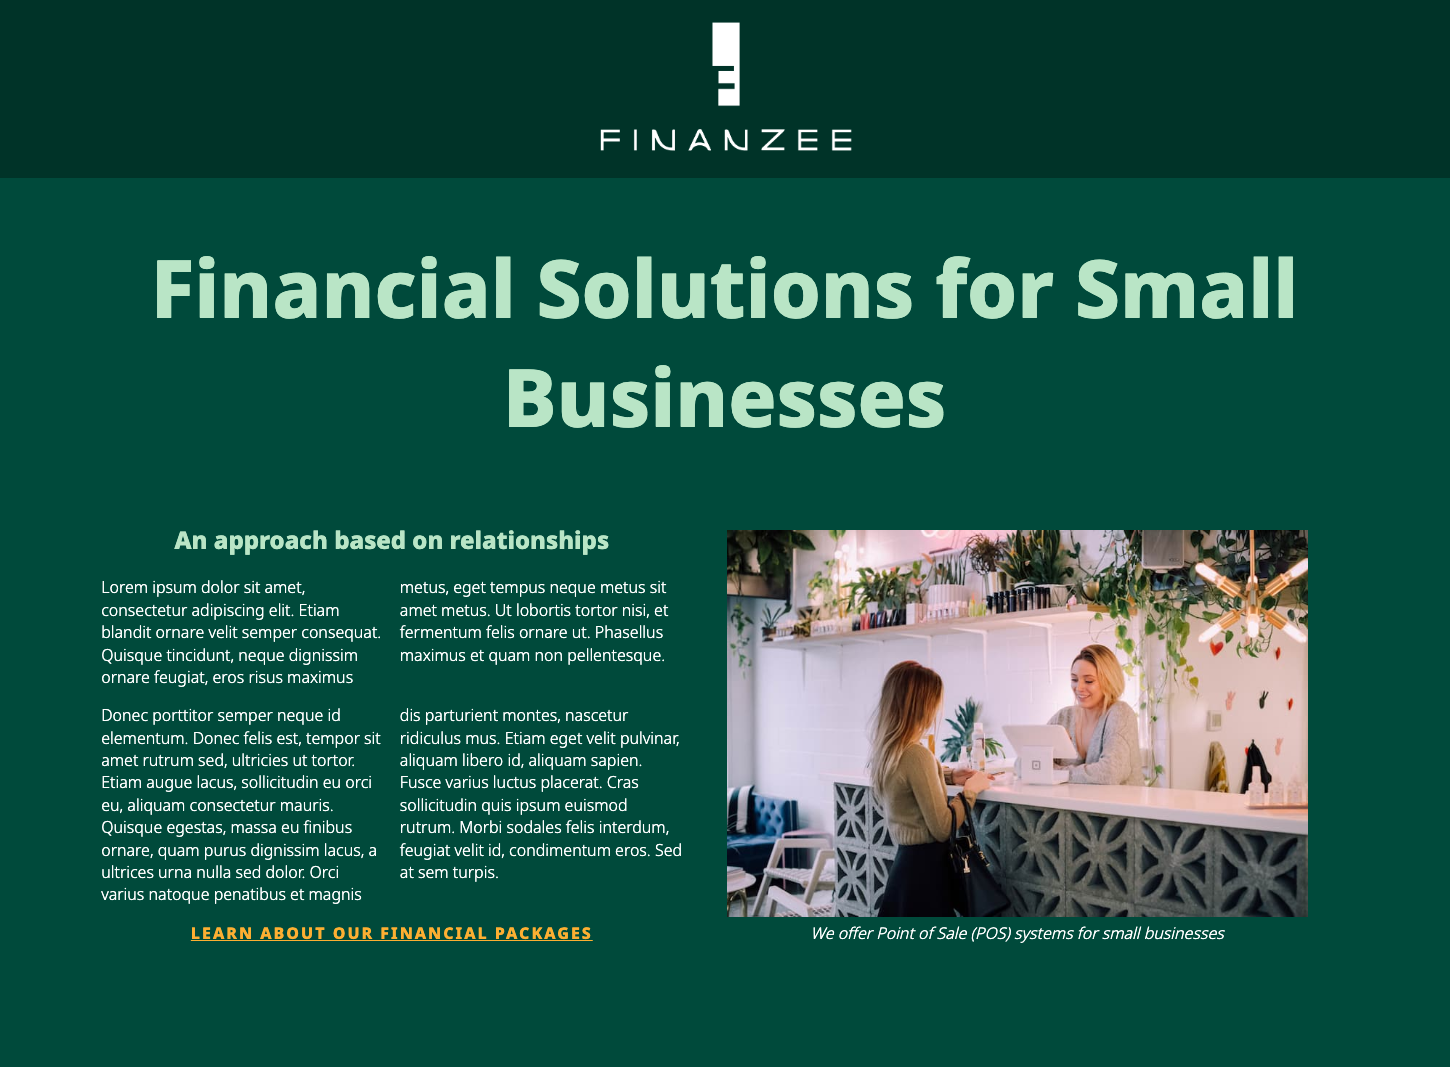 FINANZEE
Financial Solutions for Small
Businesses
An approach based on relationships
Lorem ipsum dolor sit amet,
consectetur adipiscing elit. Etiam
blandit ornare velit semper consequat.
Quisque tincidunt, neque dignissim
ornare feugiat, eros risus maximus
metus, eget tempus neque metus sit
amet metus. Ut lobortis tortor nisi, et
fermentum felis ornare ut. Phasellus
maximus et quam non pellentesque.
Donec porttitor semper neque id
elementum. Donec felis est, tempor sit
amet rutrum sed, ultricies ut tortor.
Etiam augue lacus, sollicitudin eu orci
eu, aliquam consectetur mauris.
Quisque egestas, massa eu finibus
ornare, quam purus dignissim lacus, a
ultrices urna nulla sed dolor. Orci
varius natoque penatibus et magnis
dis parturient montes, nascetur
ridiculus mus. Etiam eget velit pulvinar,
aliquam libero id, aliquam sapien.
Fusce varius luctus placerat. Cras
sollicitudin quis ipsum euismod
rutrum. Morbi sodales felis interdum,
feugiat velit id, condimentum eros. Sed
at sem turpis.
LEARN ABOUT OUR FINANCIAL PACKAGES
We offer Point of Sale (POS) systems for small businesses